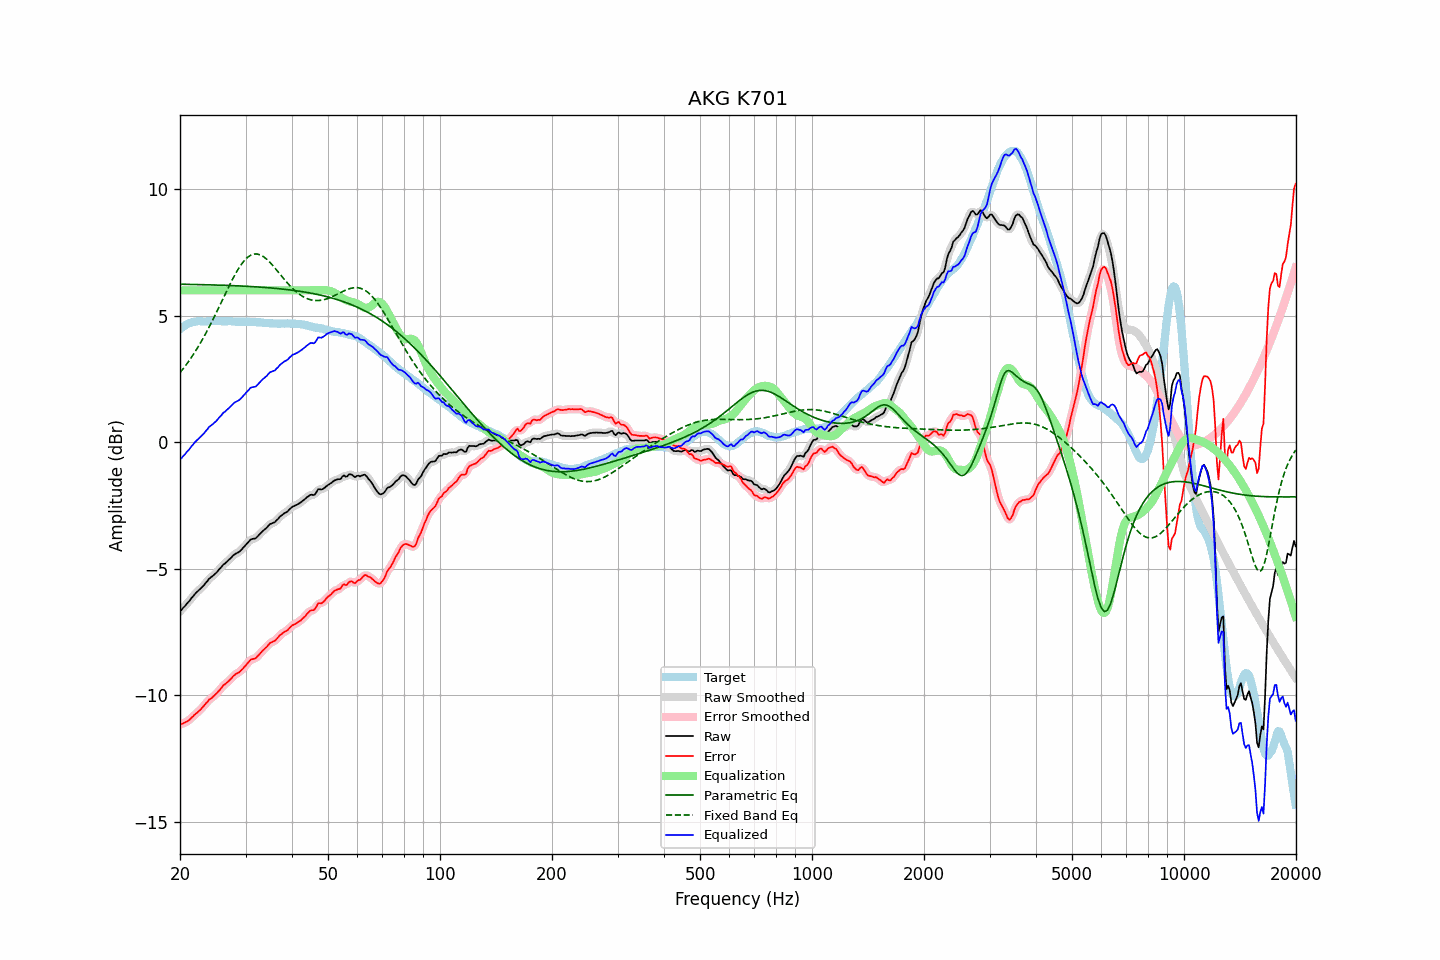 AKG K701
Amplitude (dBr)
10
5
0
−5
−10
−15
Target
Raw Smoothed
Error Smoothed
Raw
Error
Equalization
Parametric Eq
Fixed Band Eq
Equalized
20 50 100 200 500 1000 2000 5000 10000 20000
Frequency (Hz)